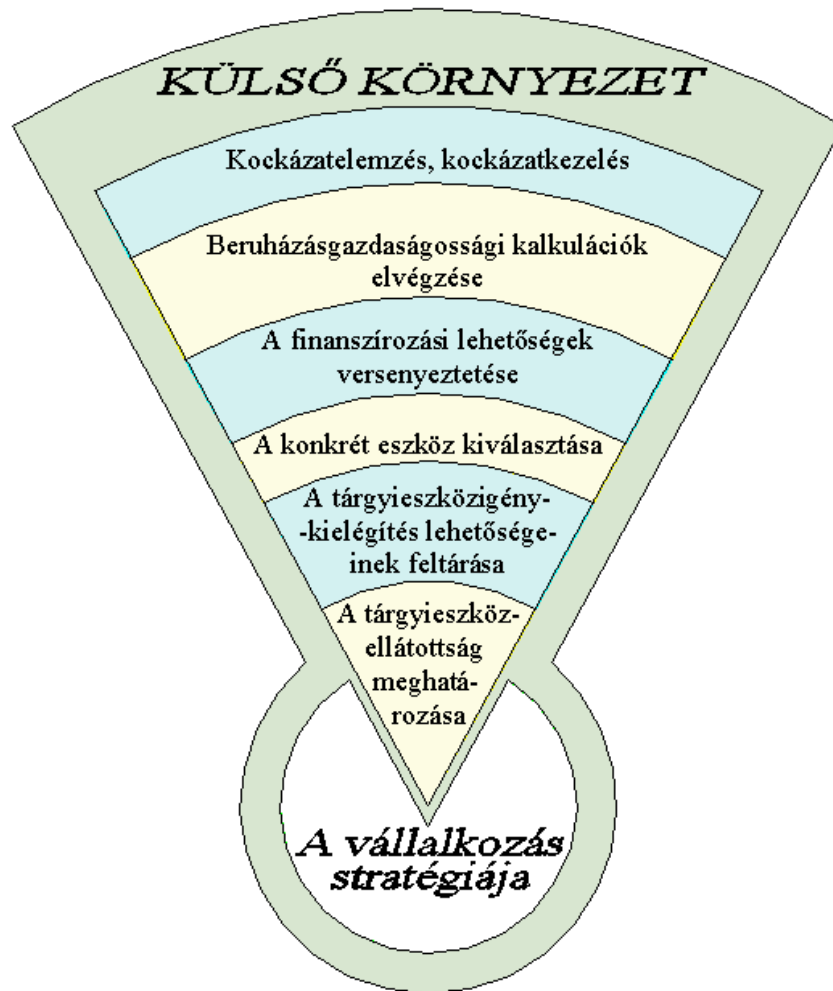 KÜLSŐ KÖRNYEZET
Kockázatelemzés, kockázatkezelés
Beruházásgazdaságossági kalkulációk
elvégzése
A finanszírozási lehetőségek
versenyeztetése
A konkrét eszköz kiválasztása
A tárgyieszközigény-
-kielégítés lehetősége-
inek feltárása
A tárgyieszköz-
ellátottság
meghatá-
rozása
A vállalkozás
stratégiája